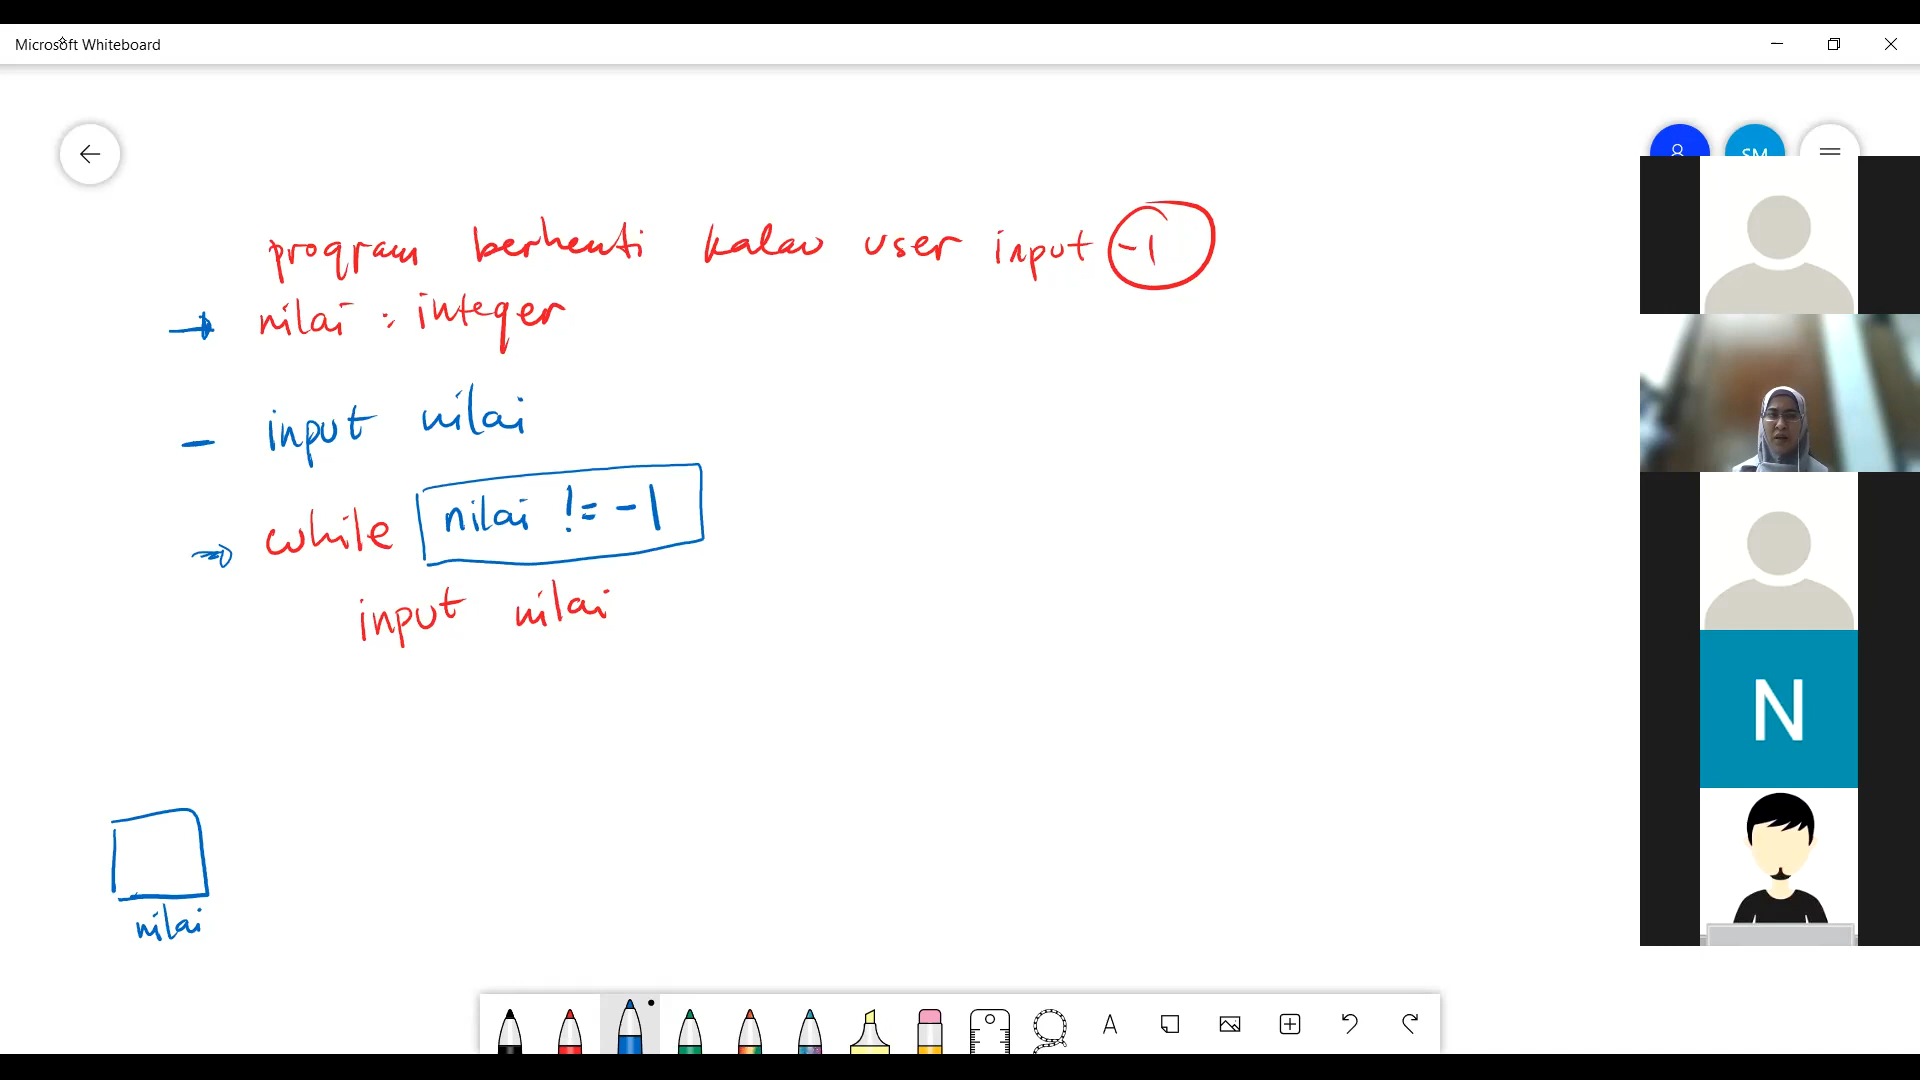 Microsoft Whiteboard
SM
program berhenti kalau user input -1
nilai : integer
- input nilai
while nilai != -1
input nilai
N
nilai
A